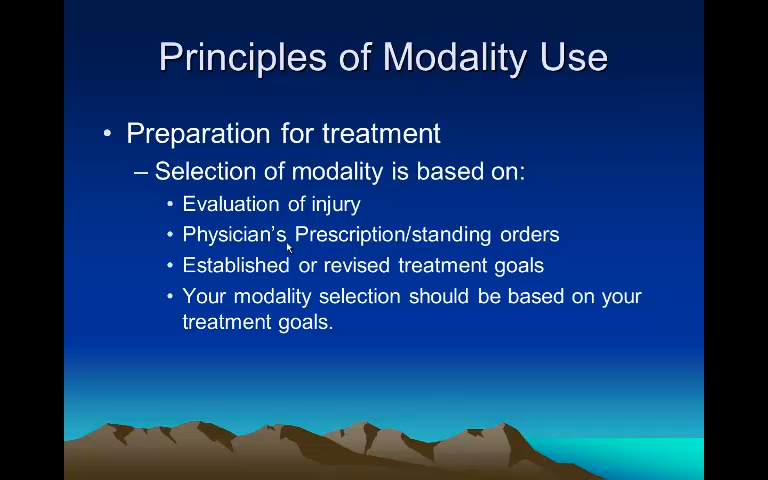 Principles of Modality Use
• Preparation for treatment
– Selection of modality is based on:
• Evaluation of injury
• Physician's Prescription/standing orders
• Established or revised treatment goals
• Your modality selection should be based on your
treatment goals.